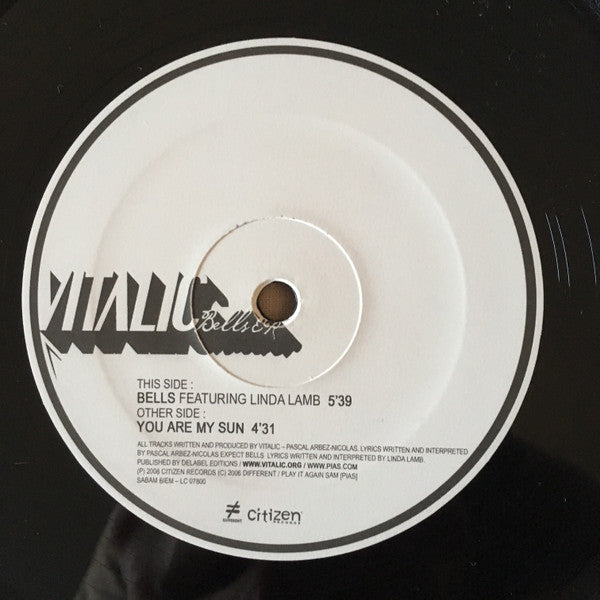 VITALIC
Bells EP
THIS SIDE :
BELLS FEATURING LINDA LAMB 5'39
OTHER SIDE :
YOU ARE MY SUN 4'31
ALL TRACKS WRITTEN AND PRODUCED BY VITALIC – PASCAL ARBEZ-NICOLAS. LYRICS WRITTEN AND INTERPRETED
BY PASCAL ARBEZ-NICOLAS EXPECT BELLS. LYRICS WRITTEN AND INTERPRETED BY LINDA LAMB.
PUBLISHED BY DELABEL EDITIONS / WWW.VITALIC.ORG / WWW.PIAS.COM
(P) 2006 CITIZEN RECORDS (C) 2006 DIFFERENT / PLAY IT AGAIN SAM [PIAS]
SABAM BIEM – LC 07800
≠ citizen
DIFFERENT RECORDS